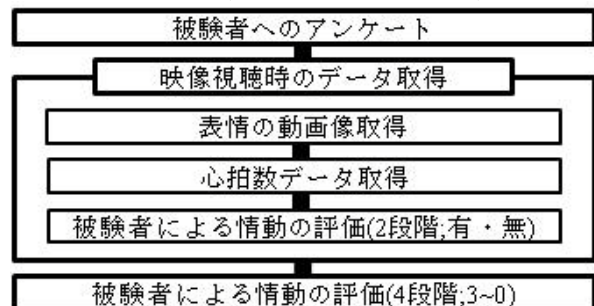 被験者へのアンケート
映像視聴時のデータ取得
表情の動画像取得
心拍数データ取得
被験者による情動の評価(2段階;有・無)
被験者による情動の評価(4段階;3~0)